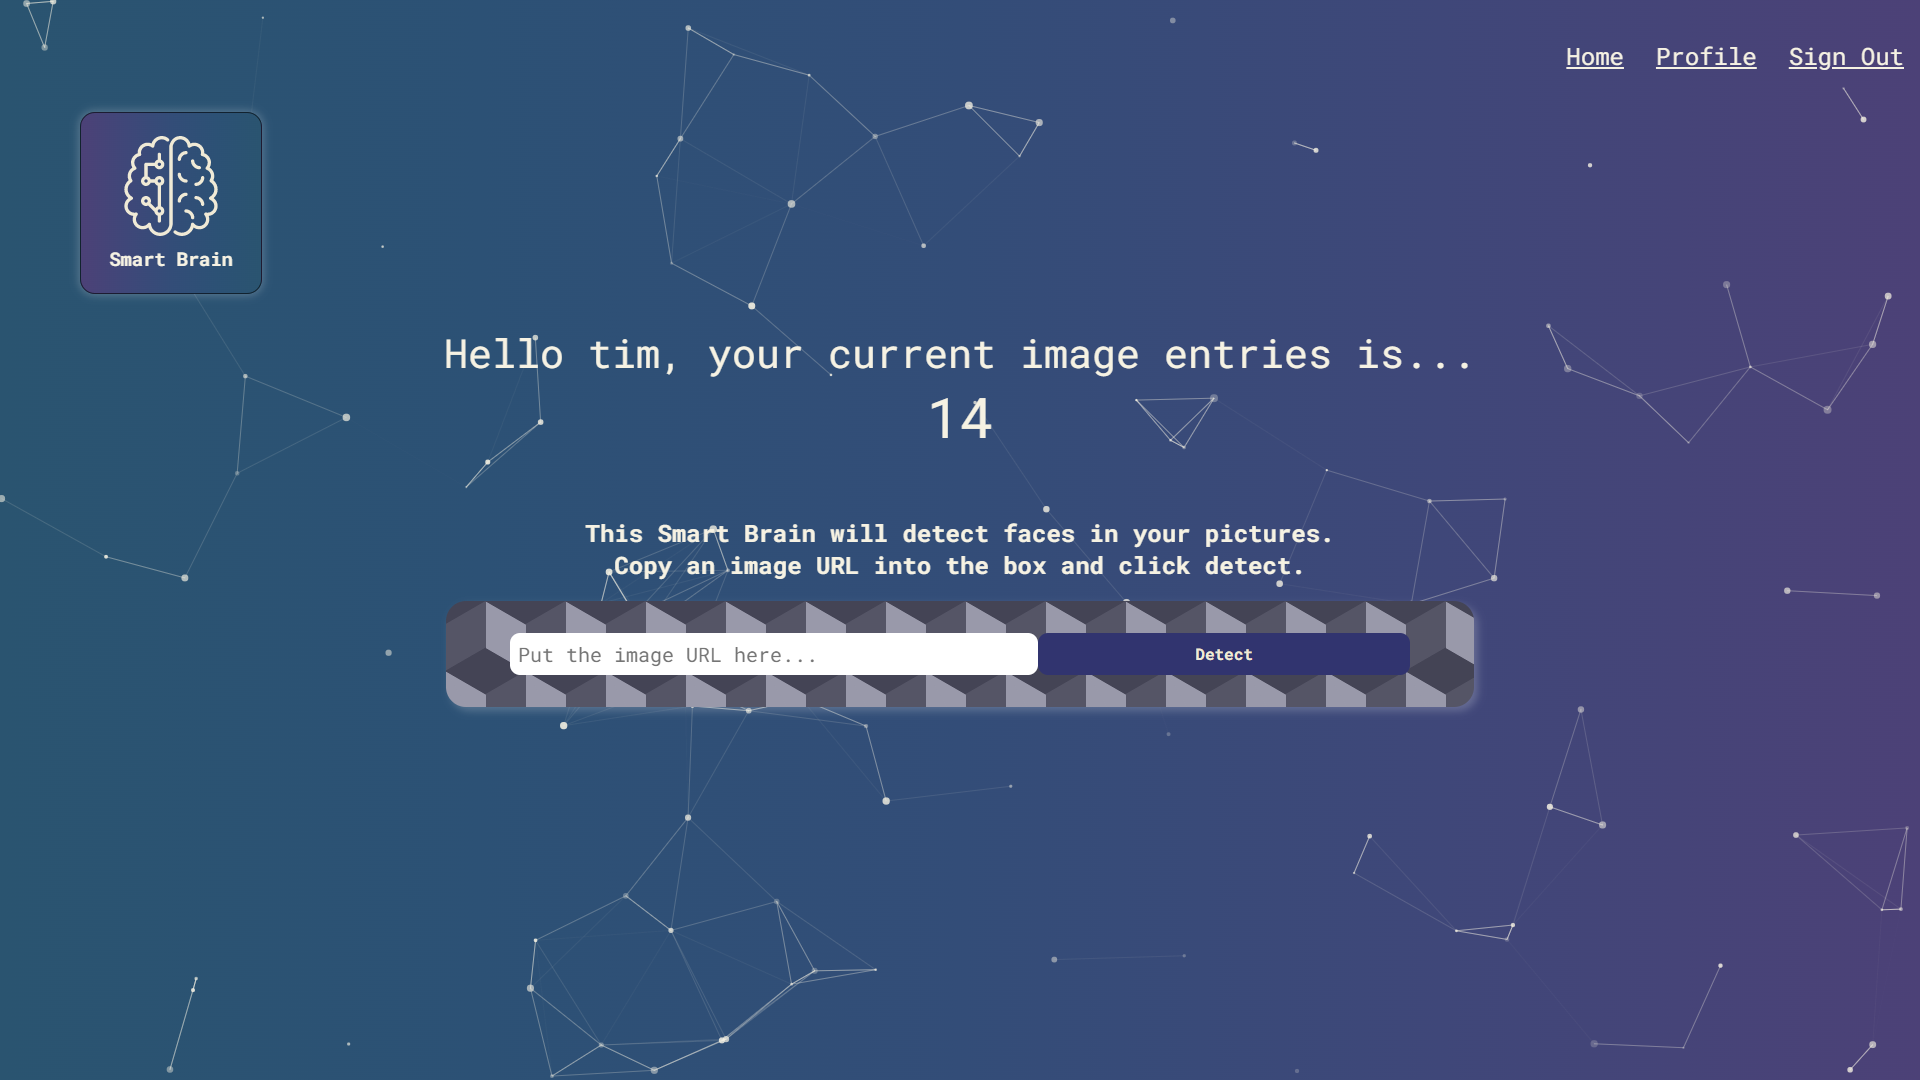 Home Profile Sign Out
Smart Brain
Hello tim, your current image entries is...
14
This Smart Brain will detect faces in your pictures.
Copy an image URL into the box and click detect.
Put the image URL here...
Detect